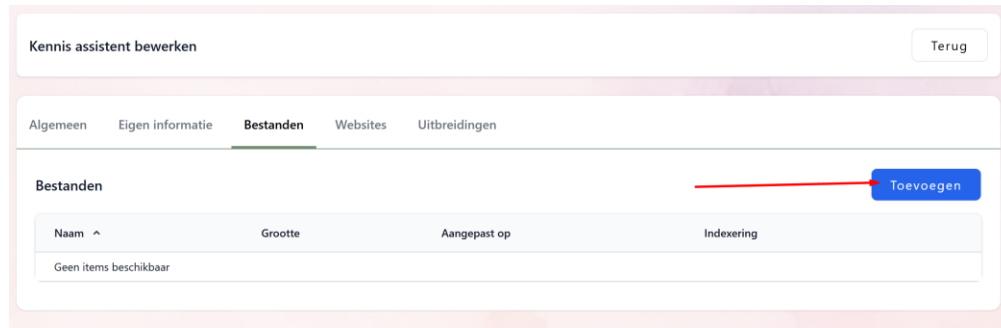 Kennis assistent bewerken
Terug
Algemeen Eigen informatie Bestanden Websites Uitbreidingen
Bestanden
Toevoegen
Naam Grootte Aangepast op Indexering
Geen items beschikbaar